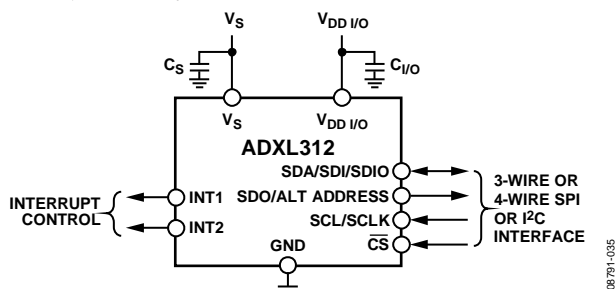 VS
VDD I/O
CS
CI/O
VS
VDD I/O
ADXL312
SDA/SDI/SDIO
SDO/ALT ADDRESS
SCL/SCLK
CS
INT1
INT2
GND
INTERRUPT
CONTROL
3-WIRE OR
4-WIRE SPI
OR I2C
INTERFACE
08791-035